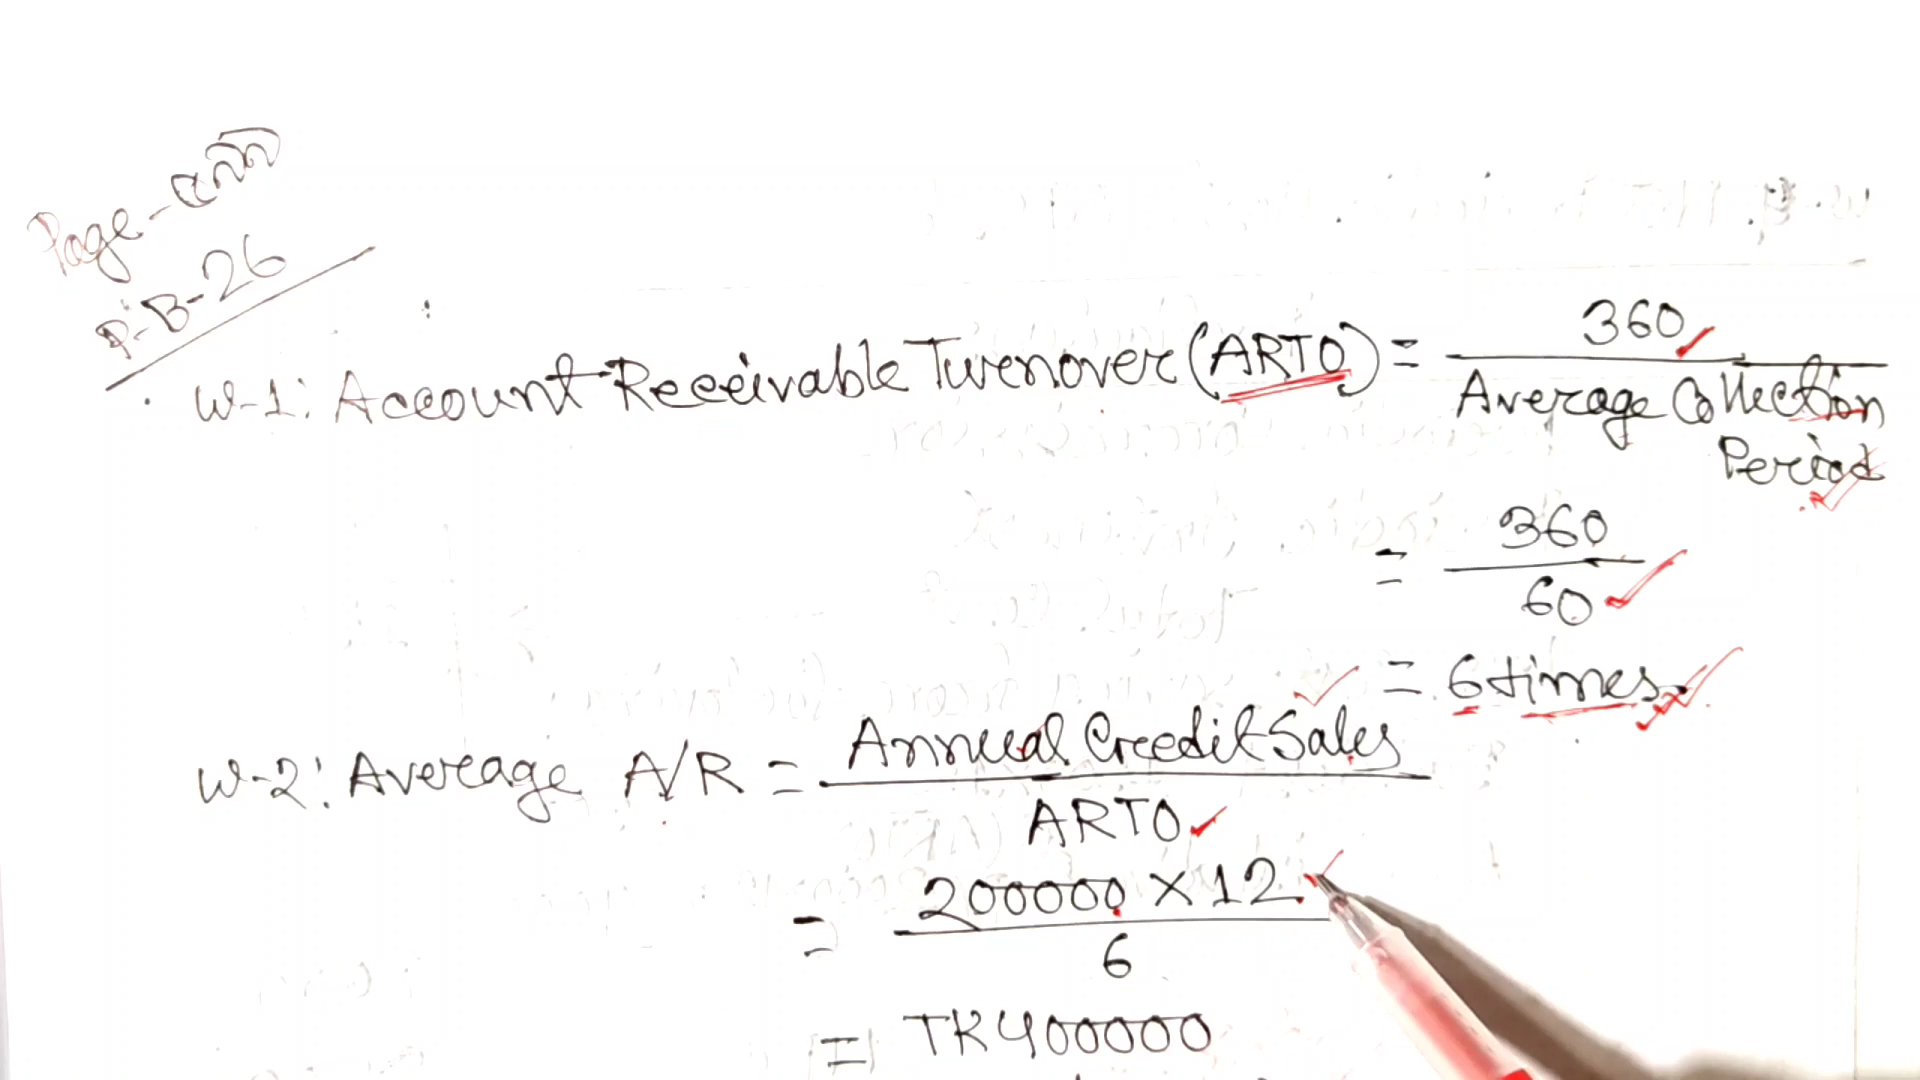 Page-তিন
P.B-26
W-1: Account Receivable Turnover (ARTO) = 360 / Average Collection Period
= 360 / 60
= 6 times
W-2: Average A/R = Annual Credit Sales / ARTO
= 200000 × 12 / 6
= TK 400000